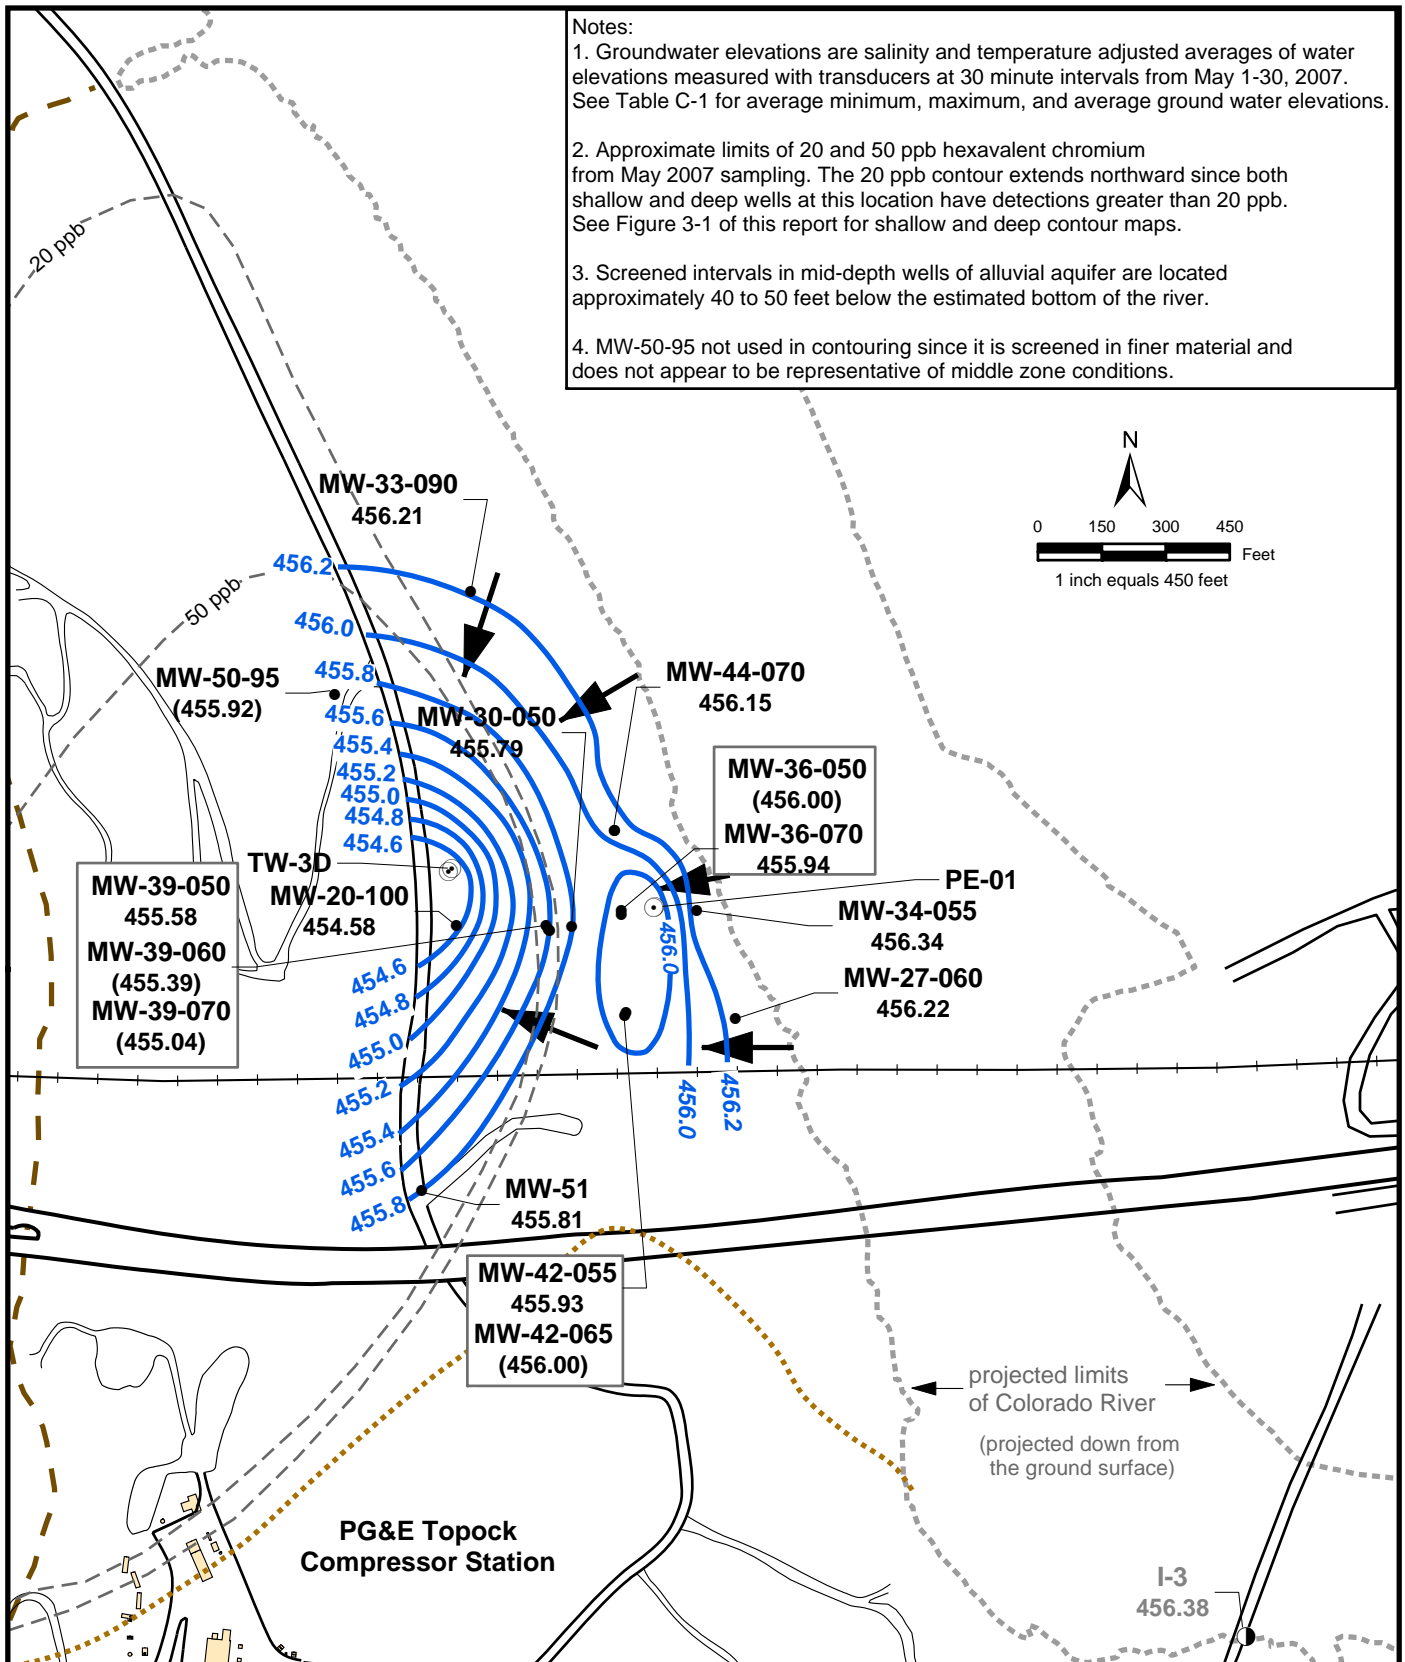 Notes:
1. Groundwater elevations are salinity and temperature adjusted averages of water
elevations measured with transducers at 30 minute intervals from May 1-30, 2007.
See Table C-1 for average minimum, maximum, and average ground water elevations.
2. Approximate limits of 20 and 50 ppb hexavalent chromium
from May 2007 sampling. The 20 ppb contour extends northward since both
shallow and deep wells at this location have detections greater than 20 ppb.
See Figure 3-1 of this report for shallow and deep contour maps.
3. Screened intervals in mid-depth wells of alluvial aquifer are located
approximately 40 to 50 feet below the estimated bottom of the river.
4. MW-50-95 not used in contouring since it is screened in finer material and
does not appear to be representative of middle zone conditions.
20 ppb
N
0 150 300 450
Feet
1 inch equals 450 feet
MW-33-090
456.21
456.2
50 ppb
456.0
455.8
MW-50-95
(455.92)
MW-44-070
456.15
455.6
MW-30-050
455.79
455.4
455.2
455.0
454.8
454.6
MW-36-050
(456.00)
MW-36-070
455.94
TW-3D
MW-20-100
454.58
PE-01
MW-34-055
456.34
MW-27-060
456.22
MW-39-050
455.58
MW-39-060
(455.39)
MW-39-070
(455.04)
456.0
454.6
454.8
455.0
455.2
455.4
455.6
455.8
456.0
456.2
MW-51
455.81
MW-42-055
455.93
MW-42-065
(456.00)
projected limits
of Colorado River
(projected down from
the ground surface)
PG&E Topock
Compressor Station
I-3
456.38